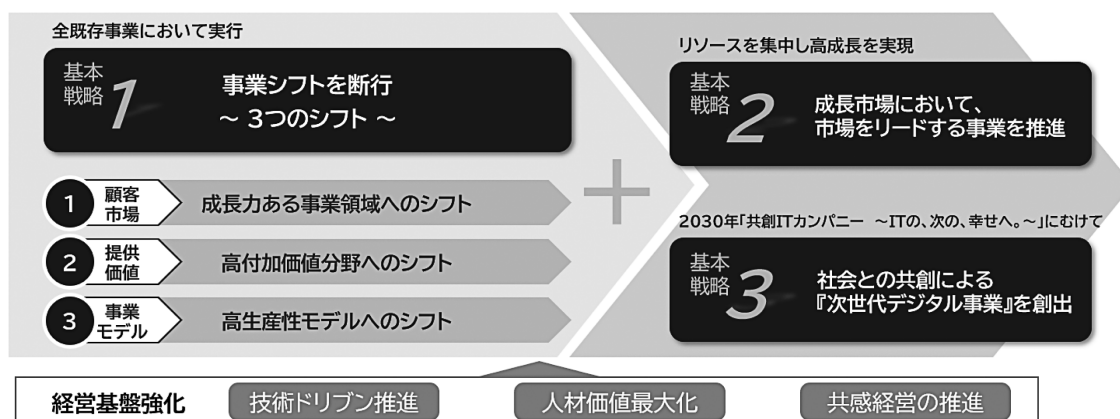 全既存事業において実行
基本
戦略
1
事業シフトを断行
～ 3つのシフト ～
1
顧客
市場
成長力ある事業領域へのシフト
2
提供
価値
高付加価値分野へのシフト
3
事業
モデル
高生産性モデルへのシフト
+
リソースを集中し高成長を実現
基本
戦略
2
成長市場において、
市場をリードする事業を推進
2030年「共創ITカンパニー ～ITの、次の、幸せへ。～」にむけて
基本
戦略
3
社会との共創による
『次世代デジタル事業』を創出
経営基盤強化
技術ドリブン推進
人材価値最大化
共感経営の推進